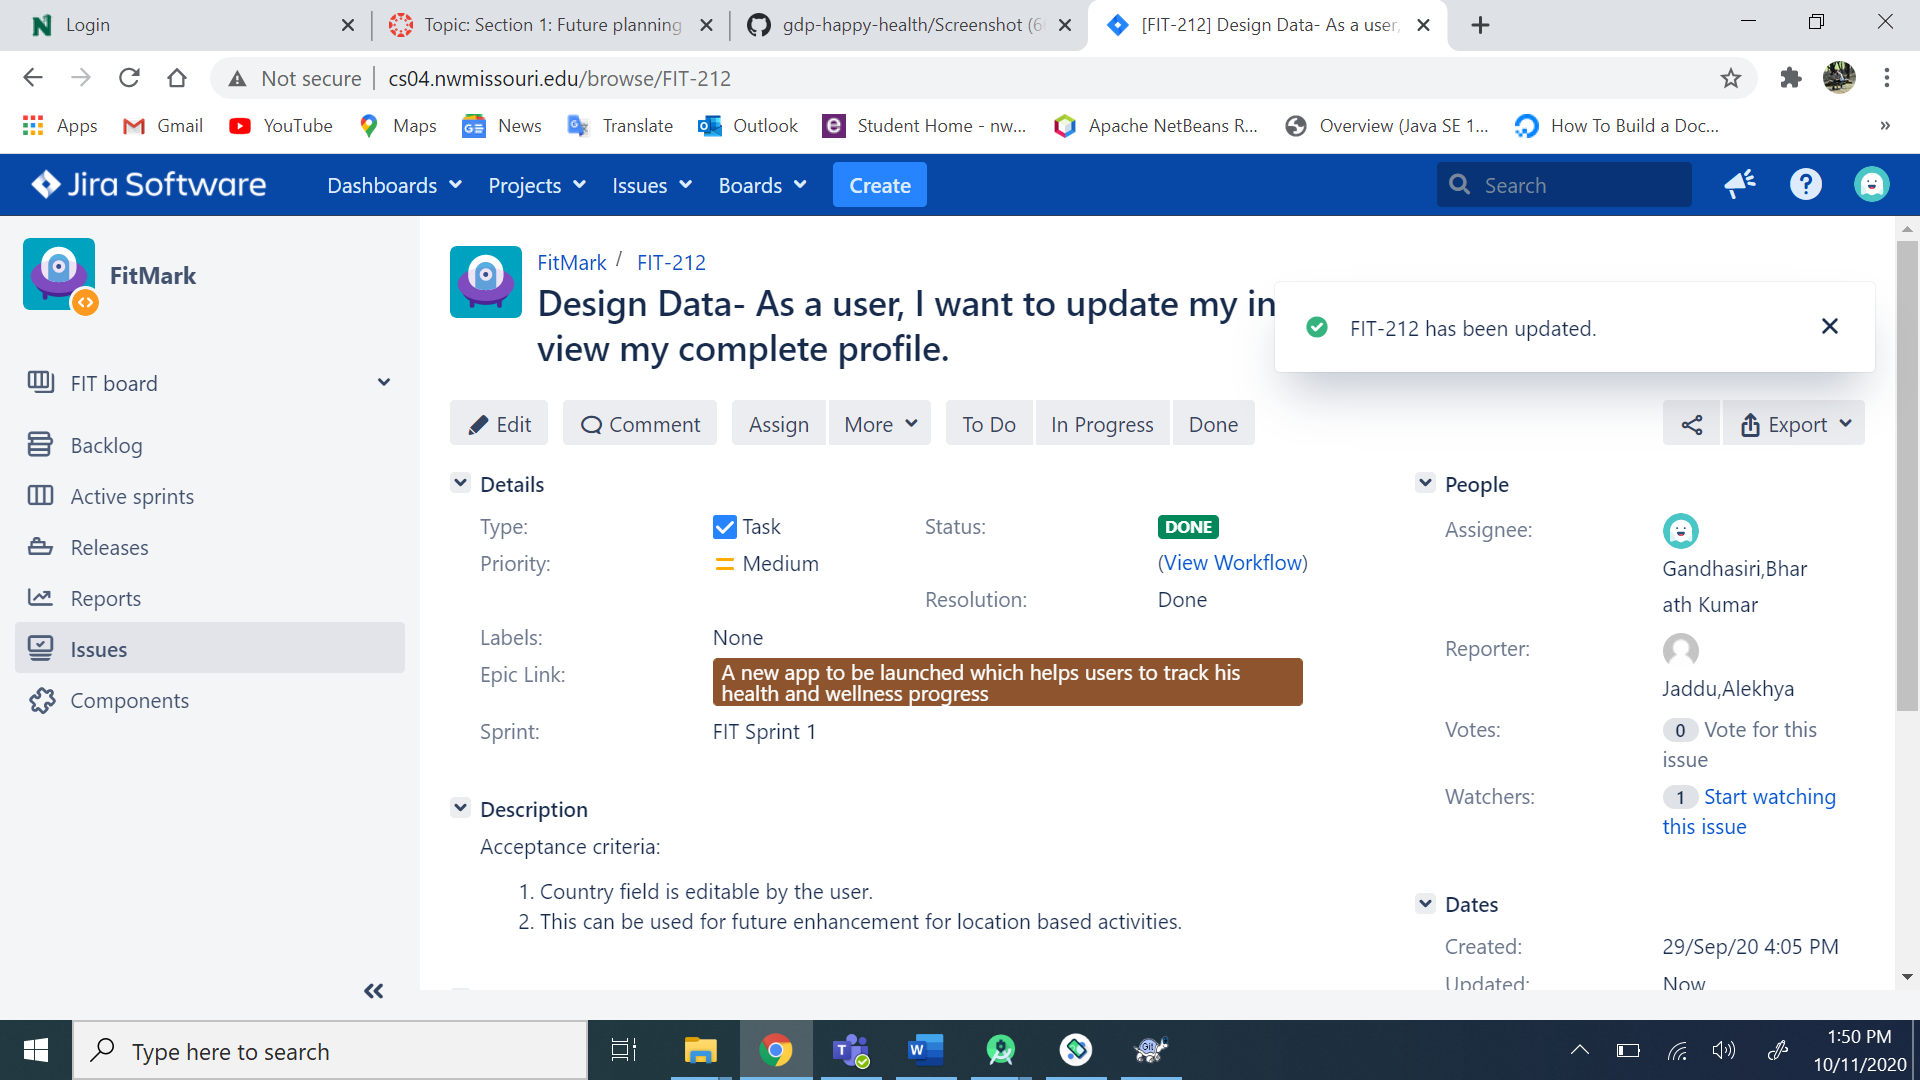 Login
Topic: Section 1: Future planning
gdp-happy-health/Screenshot (6
[FIT-212] Design Data- As a user,
Not secure
cs04.nwmissouri.edu/browse/FIT-212
Apps
Gmail
YouTube
Maps
News
Translate
Outlook
Student Home - nw...
Apache NetBeans R...
Overview (Java SE 1...
How To Build a Doc...
»
Jira Software
Dashboards
Projects
Issues
Boards
Create
Search
FitMark
FIT board
Backlog
Active sprints
Releases
Reports
Issues
Components
FitMark / FIT-212
Design Data- As a user, I want to update my in
view my complete profile.
FIT-212 has been updated.
Edit
Comment
Assign
More
To Do
In Progress
Done
Export
Details
Type:
Task
Status:
DONE
Priority:
Medium
(View Workflow)
Resolution:
Done
Labels:
None
Epic Link:
A new app to be launched which helps users to track his
health and wellness progress
Sprint:
FIT Sprint 1
Description
Acceptance criteria:
1. Country field is editable by the user.
2. This can be used for future enhancement for location based activities.
People
Assignee:
Gandhasiri,Bhar
ath Kumar
Reporter:
Jaddu,Alekhya
Votes:
0 Vote for this
issue
Watchers:
1 Start watching
this issue
Dates
Created:
29/Sep/20 4:05 PM
Updated:
Now
Type here to search
1:50 PM
10/11/2020